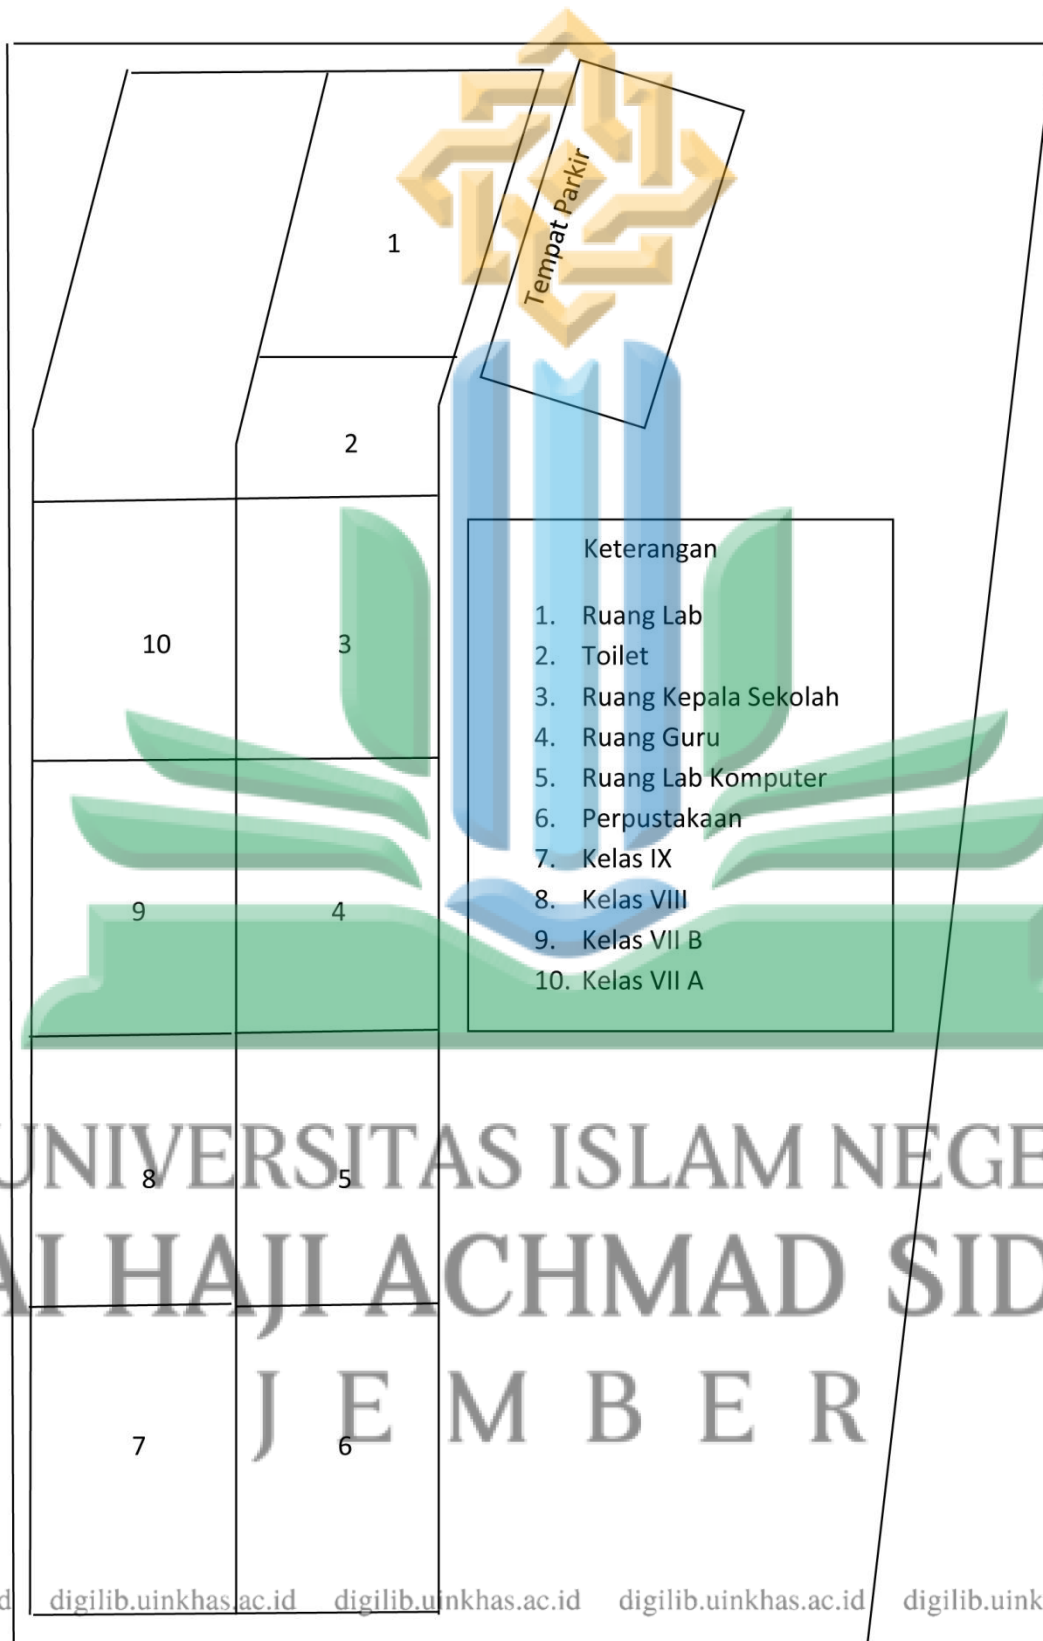 Tempat Parkir
1
2
10
3
9
4
8
5
7
6
Keterangan
1. Ruang Lab
2. Toilet
3. Ruang Kepala Sekolah
4. Ruang Guru
5. Ruang Lab Komputer
6. Perpustakaan
7. Kelas IX
8. Kelas VIII
9. Kelas VII B
10. Kelas VII A
UNIVERSITAS ISLAM NEGE
AI HAJI ACHMAD SID
JEMBER
d digilib.uinkhas.ac.id digilib.uinkhas.ac.id digilib.uinkhas.ac.id digilib.uink